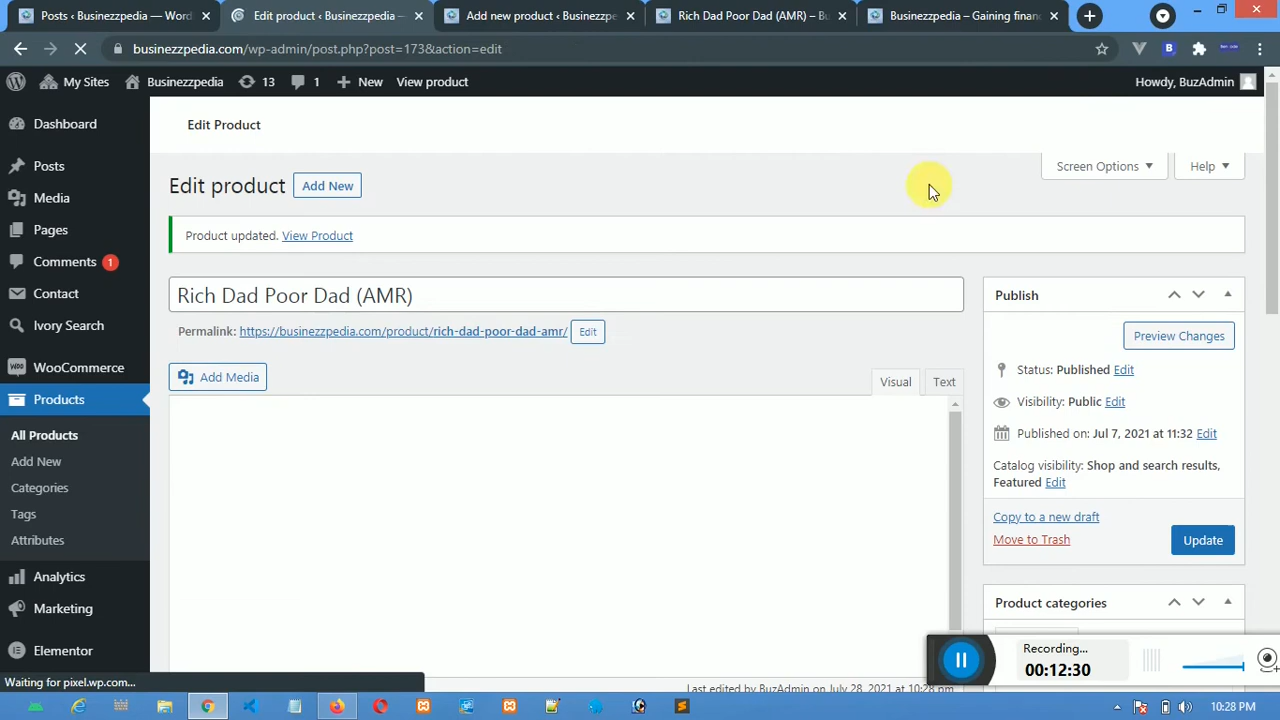 Posts ‹ Businezzpedia — Word
Edit product ‹ Businezzpedia —
Add new product ‹ Businezzpe
Rich Dad Poor Dad (AMR) – Bu
Businezzpedia – Gaining financ
businezzpedia.com/wp-admin/post.php?post=173&action=edit
My Sites
Businezzpedia
13
1
New
View product
Howdy, BuzAdmin
Dashboard
Posts
Media
Pages
Comments 1
Contact
Ivory Search
WooCommerce
Products
All Products
Add New
Categories
Tags
Attributes
Analytics
Marketing
Elementor
Edit Product
Screen Options
Help
Edit product
Add New
Product updated. View Product
Rich Dad Poor Dad (AMR)
Permalink: https://businezzpedia.com/product/rich-dad-poor-dad-amr/ Edit
Add Media
Visual
Text
Publish
Preview Changes
Status: Published Edit
Visibility: Public Edit
Published on: Jul 7, 2021 at 11:32 Edit
Catalog visibility: Shop and search results,
Featured Edit
Copy to a new draft
Move to Trash
Update
Product categories
Recording...
00:12:30
Waiting for pixel.wp.com...
Last edited by BuzAdmin on July 28, 2021 at 10:28 pm
10:28 PM